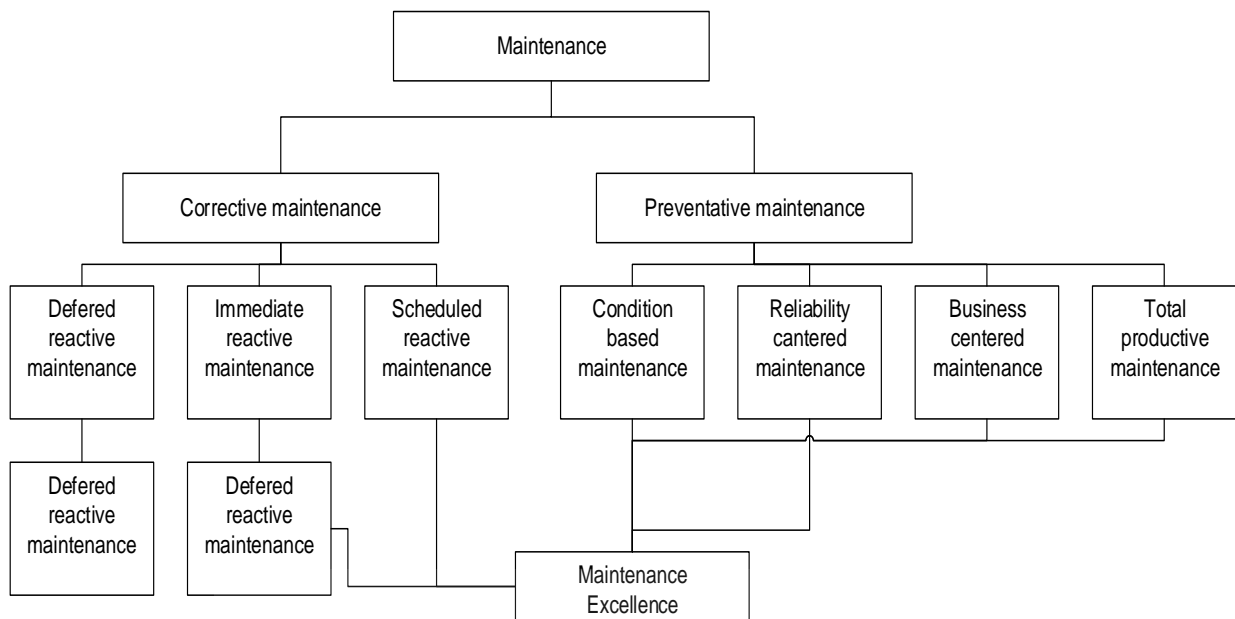 Maintenance
Corrective maintenance
Preventative maintenance
Defered
reactive
maintenance
Immediate
reactive
maintenance
Scheduled
reactive
maintenance
Condition
based
maintenance
Reliability
cantered
maintenance
Business
centered
maintenance
Total
productive
maintenance
Defered
reactive
maintenance
Defered
reactive
maintenance
Maintenance
Excellence